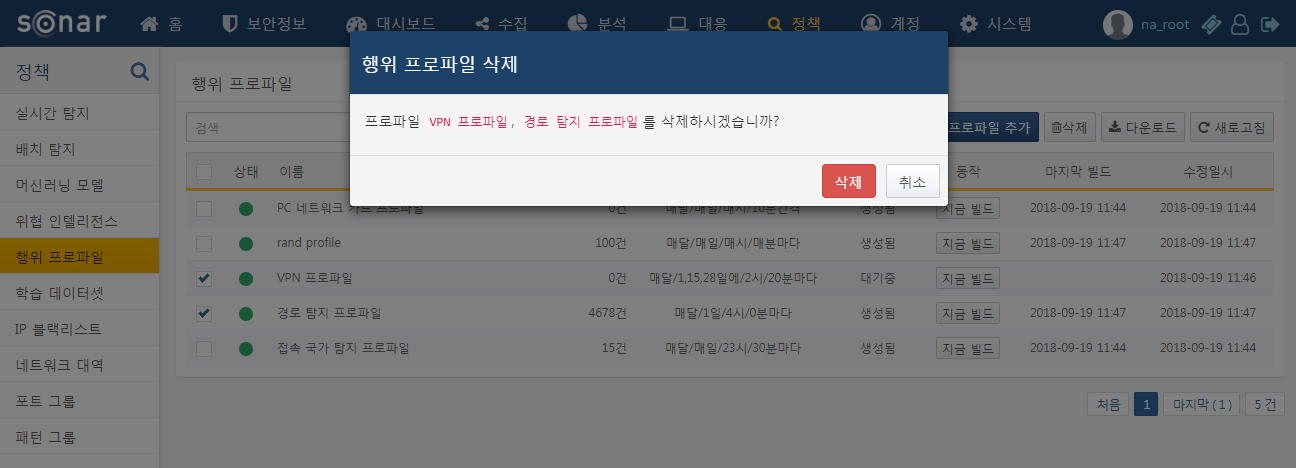 sonar 홈 보안정보 대시보드 수집 분석 대응 정책 계정 시스템 na_root
정책
실시간 탐지
배치 탐지
머신러닝 모델
위협 인텔리전스
행위 프로파일
학습 데이터셋
IP 블랙리스트
네트워크 대역
포트 그룹
패턴 그룹
행위 프로파일
행위 프로파일 삭제
프로파일 VPN 프로파일, 경로 탐지 프로파일 를 삭제하시겠습니까?
삭제 취소
검색 프로파일 추가 삭제 다운로드 새로고침
상태 이름 동작 마지막 빌드 수정일시
PC 네트워크 카드 프로파일 0건 매달/매일/매시/10분간격 생성됨 지금 빌드 2018-09-19 11:44 2018-09-19 11:44
rand profile 100건 매달/매일/매시/매분마다 생성됨 지금 빌드 2018-09-19 11:47 2018-09-19 11:47
VPN 프로파일 0건 매달/1,15,28일에/2시/20분마다 대기중 지금 빌드 2018-09-19 11:46
경로 탐지 프로파일 4678건 매달/1일/4시/0분마다 생성됨 지금 빌드 2018-09-19 11:47 2018-09-19 11:47
접속 국가 탐지 프로파일 15건 매달/매일/23시/30분마다 생성됨 지금 빌드 2018-09-19 11:44 2018-09-19 11:44
처음 1 마지막 ( 1 ) 5 건